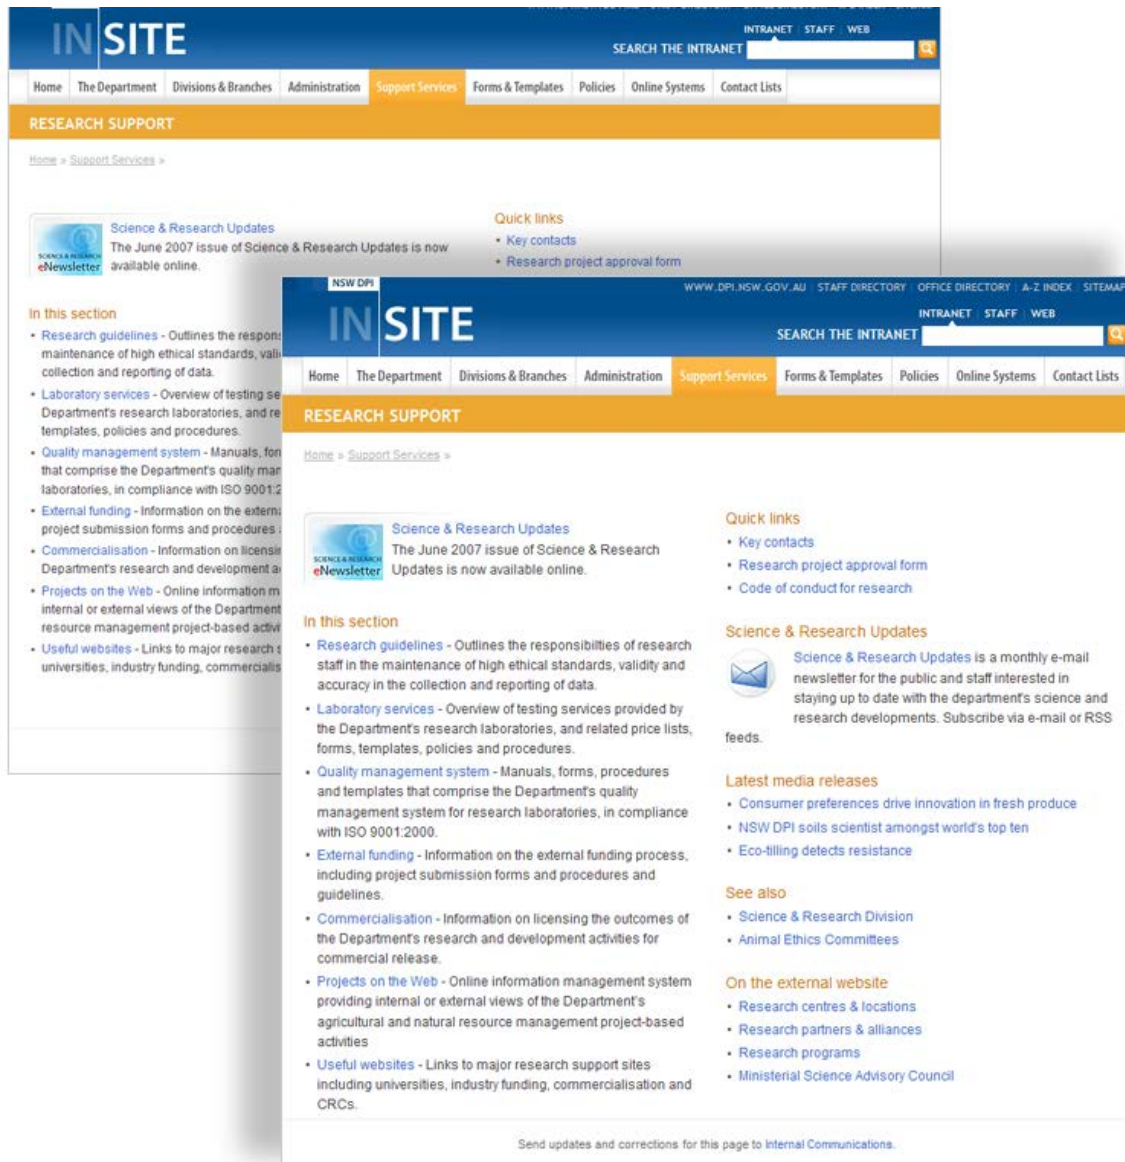 INSITE
INTRANET STAFF WEB
SEARCH THE INTRANET
Home The Department Divisions & Branches Administration Support Services Forms & Templates Policies Online Systems Contact Lists
RESEARCH SUPPORT
Home » Support Services »
Science & Research Updates
The June 2007 issue of Science & Research Updates is now
available online.
SCIENCE & RESEARCH
eNewsletter
Quick links
• Key contacts
• Research project approval form
In this section
• Research guidelines - Outlines the respons
maintenance of high ethical standards, vali
collection and reporting of data.
• Laboratory services - Overview of testing se
Department's research laboratories, and re
templates, policies and procedures.
• Quality management system - Manuals, for
that comprise the Department's quality mar
laboratories, in compliance with ISO 9001:2
• External funding - Information on the externa
project submission forms and procedures
• Commercialisation - Information on licensin
Department's research and development a
• Projects on the Web - Online information m
internal or external views of the Department
resource management project-based activi
• Useful websites - Links to major research s
universities, industry funding, commercialis
NSW DPI
WWW.DPI.NSW.GOV.AU STAFF DIRECTORY OFFICE DIRECTORY A-Z INDEX SITEMAP
INSITE
INTRANET STAFF WEB
SEARCH THE INTRANET
Home The Department Divisions & Branches Administration Support Services Forms & Templates Policies Online Systems Contact Lists
RESEARCH SUPPORT
Home » Support Services »
SCIENCE & RESEARCH
eNewsletter
Science & Research Updates
The June 2007 issue of Science & Research
Updates is now available online.
In this section
• Research guidelines - Outlines the responsibilties of research
staff in the maintenance of high ethical standards, validity and
accuracy in the collection and reporting of data.
• Laboratory services - Overview of testing services provided by
the Department's research laboratories, and related price lists,
forms, templates, policies and procedures.
• Quality management system - Manuals, forms, procedures
and templates that comprise the Department's quality
management system for research laboratories, in compliance
with ISO 9001:2000.
• External funding - Information on the external funding process,
including project submission forms and procedures and
guidelines.
• Commercialisation - Information on licensing the outcomes of
the Department's research and development activities for
commercial release.
• Projects on the Web - Online information management system
providing internal or external views of the Department's
agricultural and natural resource management project-based
activities
• Useful websites - Links to major research support sites
including universities, industry funding, commercialisation and
CRCs.
Quick links
• Key contacts
• Research project approval form
• Code of conduct for research
Science & Research Updates
Science & Research Updates is a monthly e-mail
newsletter for the public and staff interested in
staying up to date with the department's science and
research developments. Subscribe via e-mail or RSS
feeds.
Latest media releases
• Consumer preferences drive innovation in fresh produce
• NSW DPI soils scientist amongst world's top ten
• Eco-tilling detects resistance
See also
• Science & Research Division
• Animal Ethics Committees
On the external website
• Research centres & locations
• Research partners & alliances
• Research programs
• Ministerial Science Advisory Council
Send updates and corrections for this page to Internal Communications.